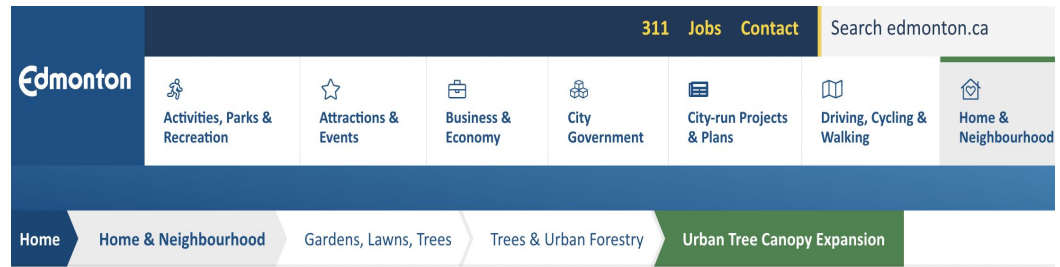 311 Jobs Contact Search edmonton.ca
Edmonton
Activities, Parks & Recreation
Attractions & Events
Business & Economy
City Government
City-run Projects & Plans
Driving, Cycling & Walking
Home & Neighbourhood
Home Home & Neighbourhood Gardens, Lawns, Trees Trees & Urban Forestry Urban Tree Canopy Expansion